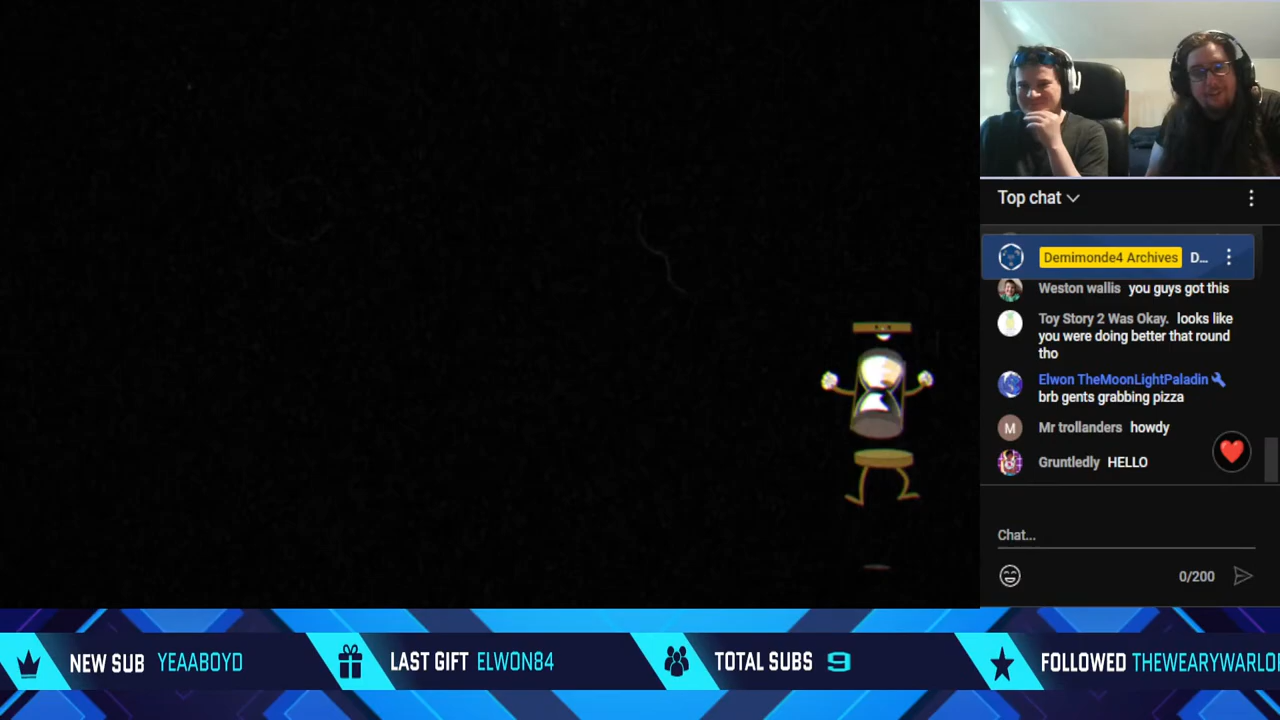 Top chat
Demimonde4 Archives D...
Weston wallis you guys got this
Toy Story 2 Was Okay. looks like
you were doing better that round
tho
Elwon TheMoonLightPaladin
brb gents grabbing pizza
Mr trollanders howdy
M
Gruntledly HELLO
Chat...
0/200
NEW SUB YEAABOYD
LAST GIFT ELWON84
TOTAL SUBS 9
FOLLOWED THEWEARYWARLOR